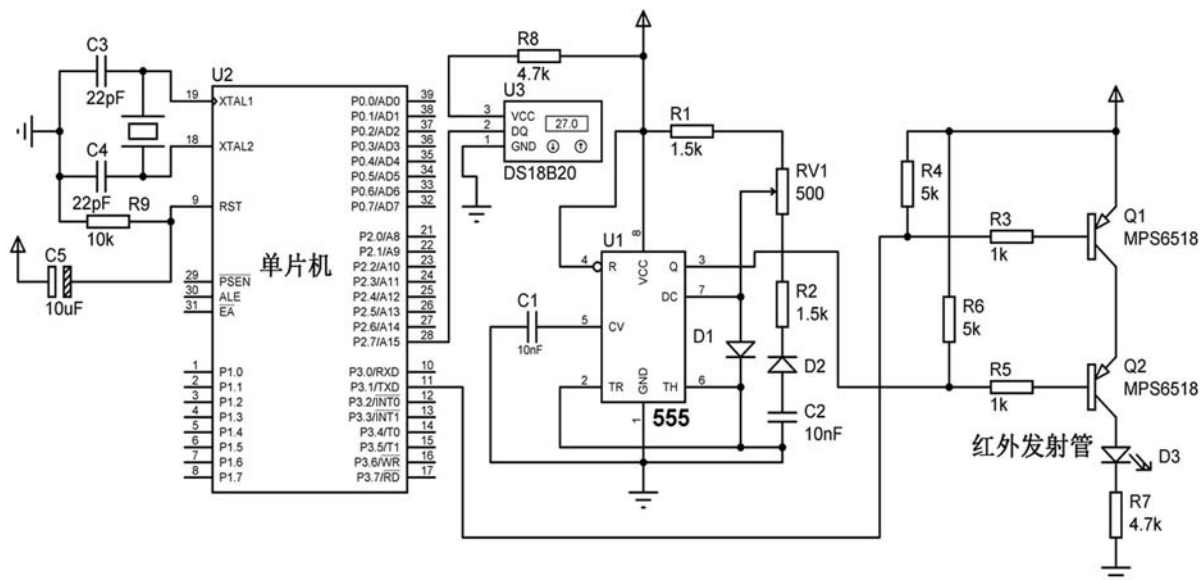 C3
22pF
C4
22pF
R9
10k
C5
10uF
U2
19
XTAL1
18
XTAL2
9
RST
29
PSEN
30
ALE
31
EA
1
P1.0
2
P1.1
3
P1.2
4
P1.3
5
P1.4
6
P1.5
7
P1.6
8
P1.7
单片机
P0.0/AD0
39
P0.1/AD1
38
P0.2/AD2
37
P0.3/AD3
36
P0.4/AD4
35
P0.5/AD5
34
P0.6/AD6
33
P0.7/AD7
32
P2.0/A8
21
P2.1/A9
22
P2.2/A10
23
P2.3/A11
24
P2.4/A12
25
P2.5/A13
26
P2.6/A14
27
P2.7/A15
28
P3.0/RXD
10
P3.1/TXD
11
P3.2/INT0
12
P3.3/INT1
13
P3.4/T0
14
P3.5/T1
15
P3.6/WR
16
P3.7/RD
17
R8
4.7k
U3
3
VCC
2
DQ
1
GND
27.0
DS18B20
R1
1.5k
RV1
500
U1
8
VCC
4
R
Q
3
DC
7
5
CV
2
TR
GND
1
TH
6
555
C1
10nF
D1
R2
1.5k
D2
C2
10nF
R4
5k
R3
1k
Q1
MPS6518
R6
5k
R5
1k
Q2
MPS6518
红外发射管
D3
R7
4.7k